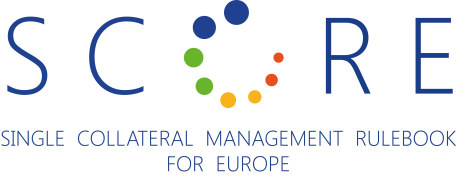 SCORE
SINGLE COLLATERAL MANAGEMENT RULEBOOK
FOR EUROPE